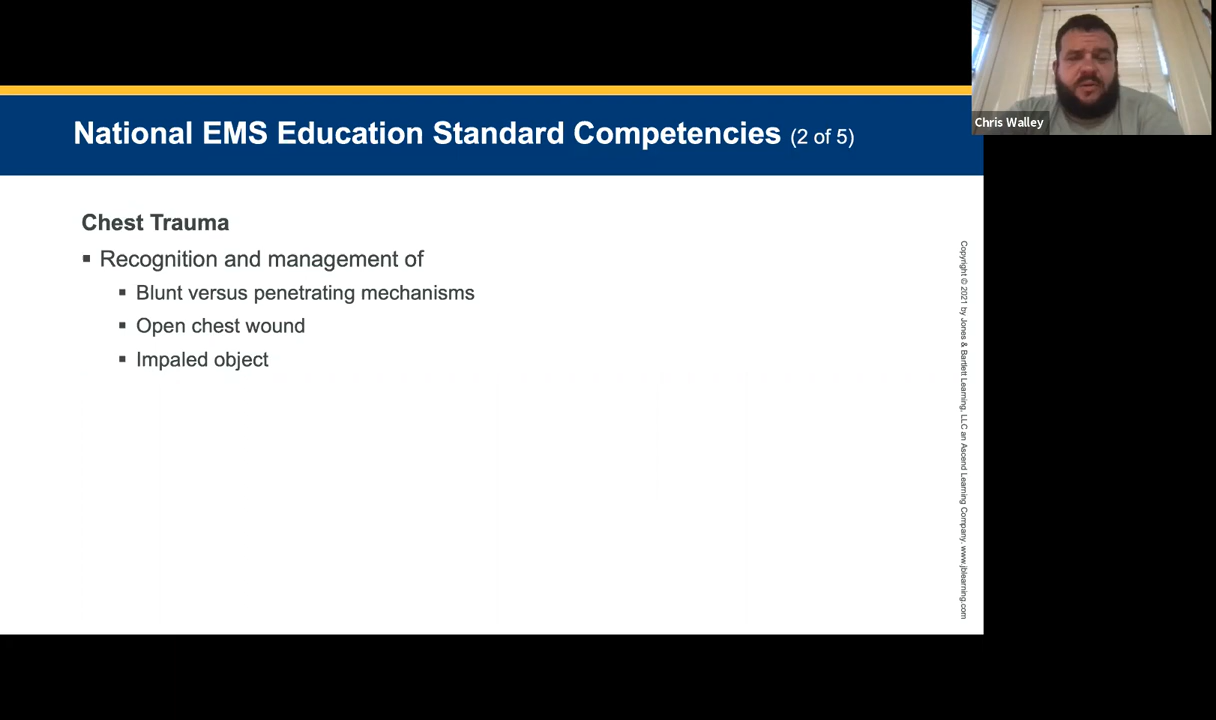 National EMS Education Standard Competencies (2 of 5)
Chris Walley
Chest Trauma
▪ Recognition and management of
▪ Blunt versus penetrating mechanisms
▪ Open chest wound
▪ Impaled object
Copyright © 2021 by Jones & Bartlett Learning, LLC an Ascend Learning Company. www.jblearning.com